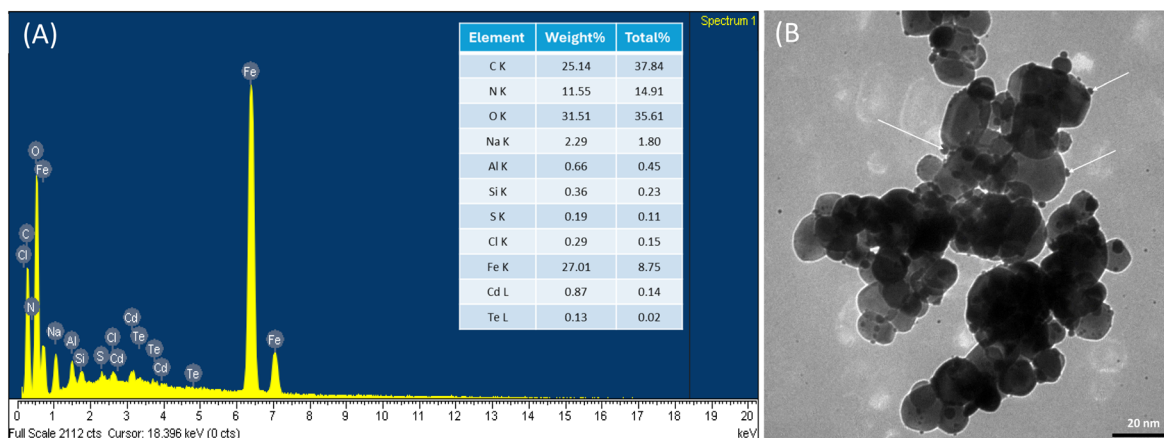 (A)
Spectrum 1
Element Weight% Total%
C K 25.14 37.84
N K 11.55 14.91
O K 31.51 35.61
Na K 2.29 1.80
Al K 0.66 0.45
Si K 0.36 0.23
S K 0.19 0.11
Cl K 0.29 0.15
Fe K 27.01 8.75
Cd L 0.87 0.14
Te L 0.13 0.02
Fe
O
Fe
C
Cl
N
Na
Al
Si
S
Cl
Cd
Cd
Te
Te
Cd
Te
Fe
0 1 2 3 4 5 6 7 8 9 10 11 12 13 14 15 16 17 18 19 20
Full Scale 2112 cts Cursor: 18.396 keV (0 cts)
keV
(B
20 nm